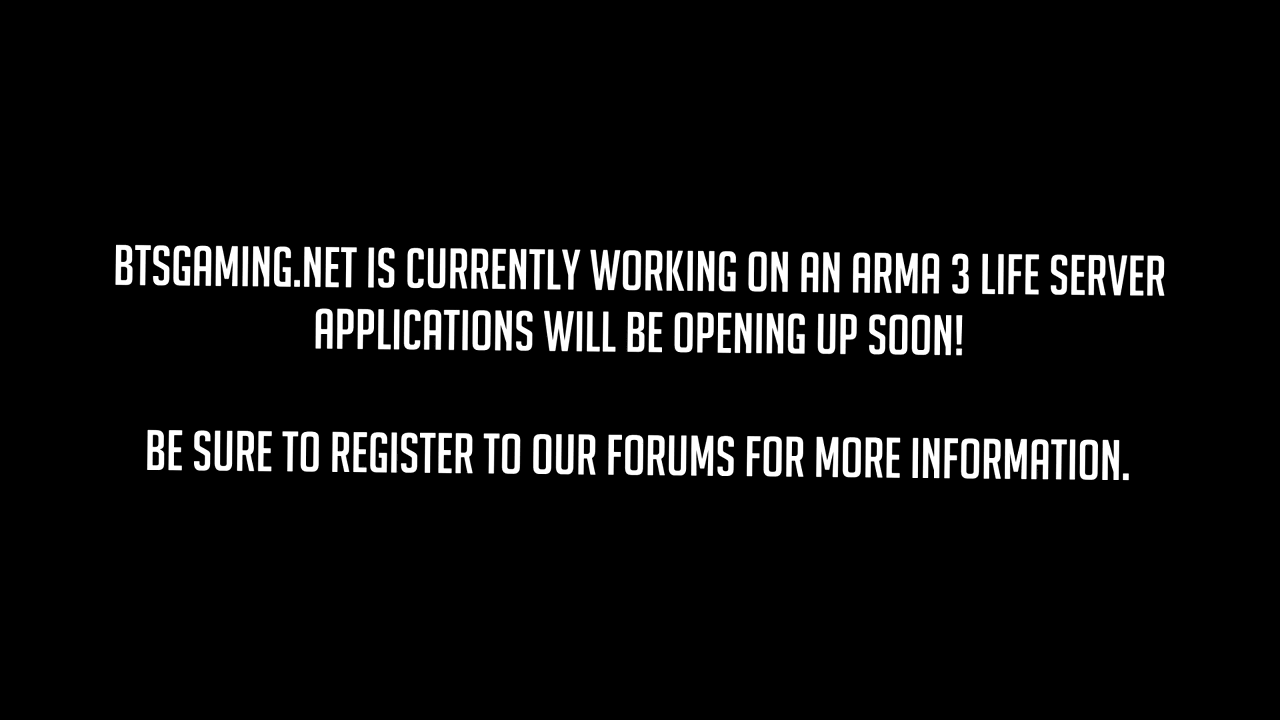 BTSGAMING.NET IS CURRENTLY WORKING ON AN ARMA 3 LIFE SERVER
APPLICATIONS WILL BE OPENING UP SOON!
BE SURE TO REGISTER TO OUR FORUMS FOR MORE INFORMATION.